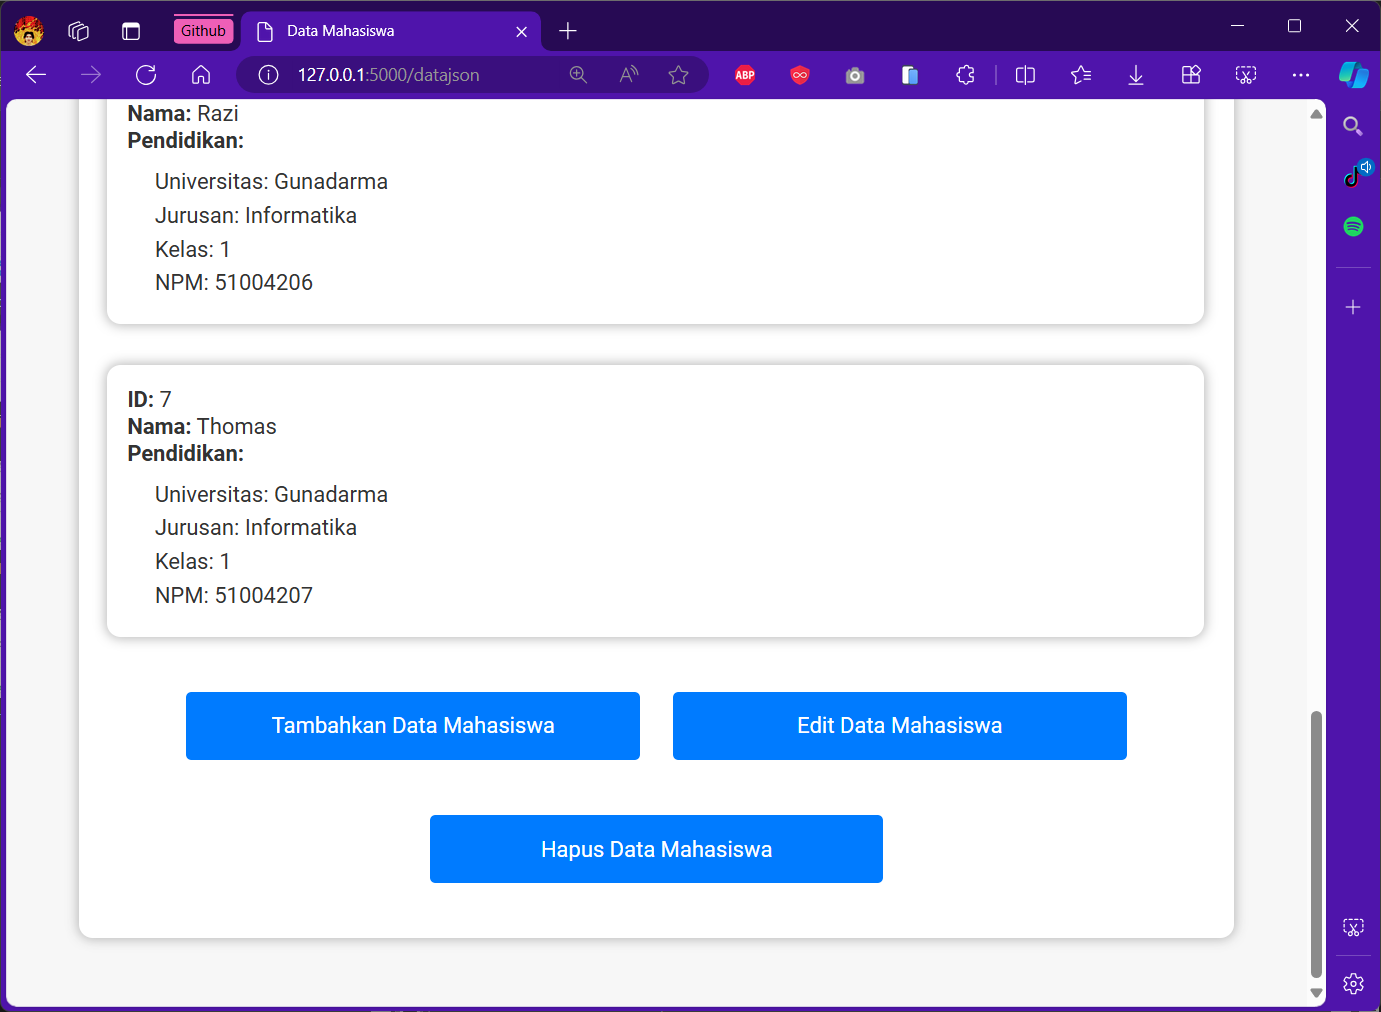 Github
Data Mahasiswa
127.0.0.1:5000/datajson
ABP
Nama: Razi
Pendidikan:
Universitas: Gunadarma
Jurusan: Informatika
Kelas: 1
NPM: 51004206
ID: 7
Nama: Thomas
Pendidikan:
Universitas: Gunadarma
Jurusan: Informatika
Kelas: 1
NPM: 51004207
Tambahkan Data Mahasiswa
Edit Data Mahasiswa
Hapus Data Mahasiswa